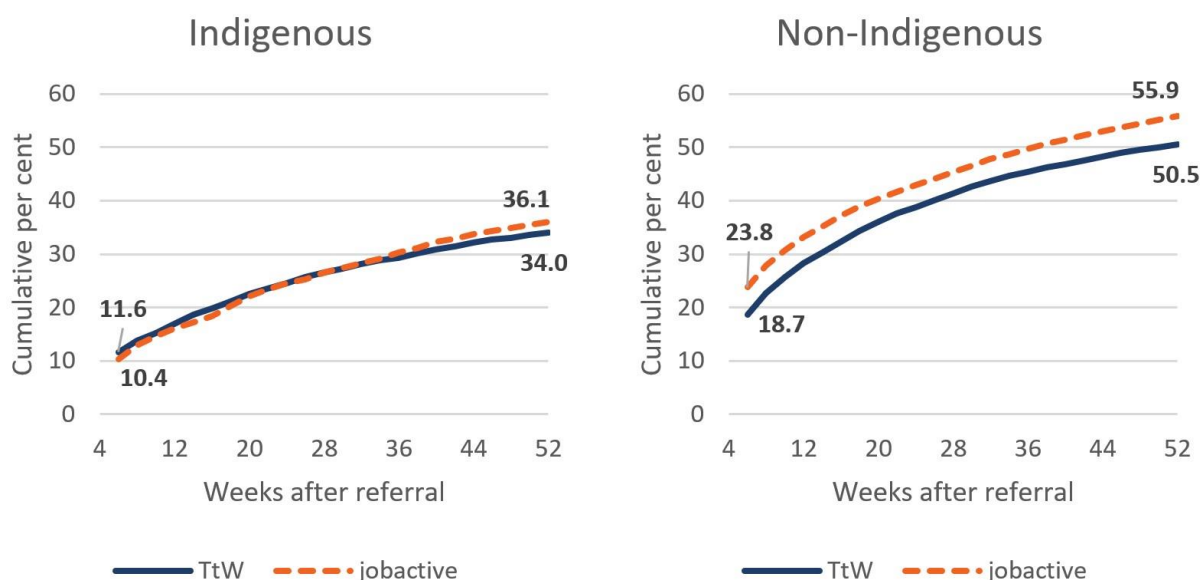 Indigenous
Cumulative per cent
60
50
40
30
20
10
0
36.1
34.0
11.6
10.4
4 12 20 28 36 44 52
Weeks after referral
TtW jobactive
Non-Indigenous
Cumulative per cent
60
50
40
30
20
10
0
55.9
50.5
23.8
18.7
4 12 20 28 36 44 52
Weeks after referral
TtW jobactive